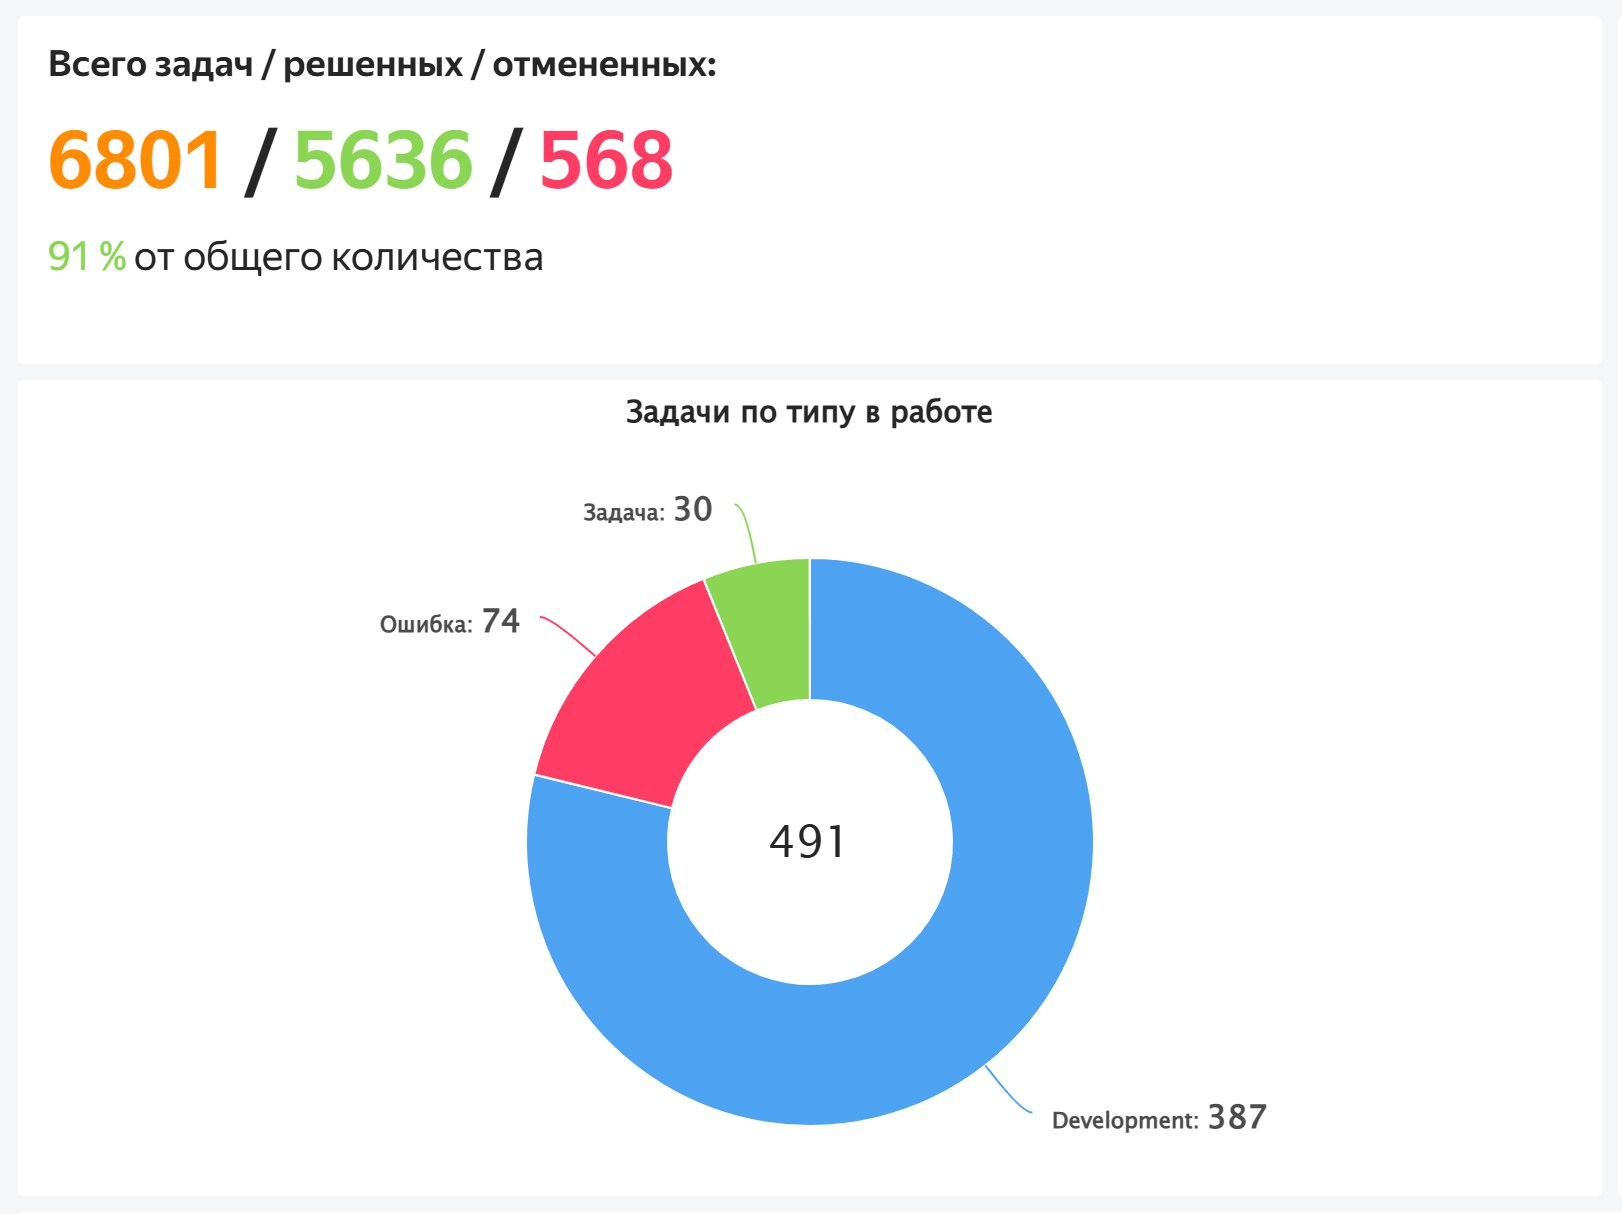 Всего задач / решенных / отмененных:
6801 / 5636 / 568
91 % от общего количества
Задачи по типу в работе
Задача: 30
Ошибка: 74
491
Development: 387